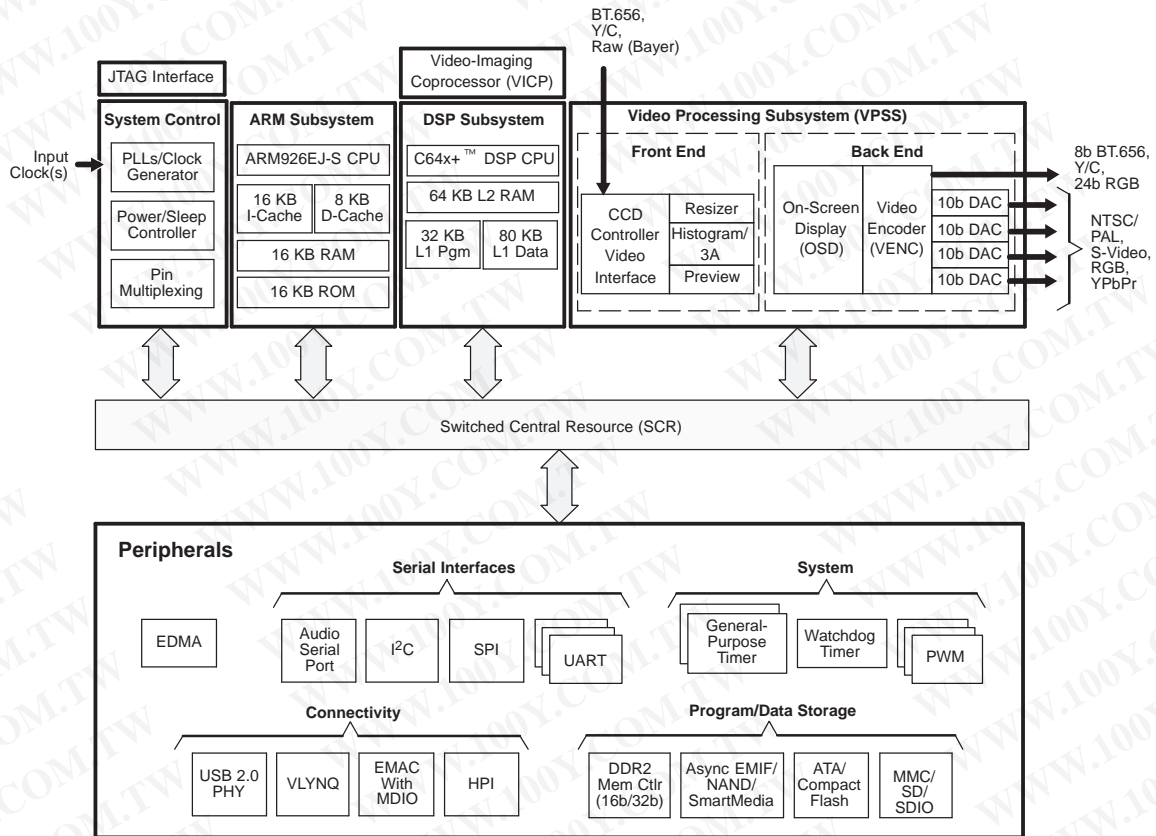 BT.656,
Y/C,
Raw (Bayer)
JTAG Interface
Video-Imaging
Coprocessor (VICP)
System Control
ARM Subsystem
DSP Subsystem
Video Processing Subsystem (VPSS)
Input
Clock(s)
PLLs/Clock
Generator
Power/Sleep
Controller
Pin
Multiplexing
ARM926EJ-S CPU
16 KB
I-Cache
8 KB
D-Cache
16 KB RAM
16 KB ROM
C64x+™ DSP CPU
64 KB L2 RAM
32 KB
L1 Pgm
80 KB
L1 Data
Front End
CCD
Controller
Video
Interface
Resizer
Histogram/
3A
Preview
Back End
On-Screen
Display
(OSD)
Video
Encoder
(VENC)
10b DAC
10b DAC
10b DAC
10b DAC
8b BT.656,
Y/C,
24b RGB
NTSC/
PAL,
S-Video,
RGB,
YPbPr
Switched Central Resource (SCR)
Peripherals
EDMA
Serial Interfaces
Audio
Serial
Port
I²C
SPI
UART
System
General-
Purpose
Timer
Watchdog
Timer
PWM
Connectivity
USB 2.0
PHY
VLYNQ
EMAC
With
MDIO
HPI
Program/Data Storage
DDR2
Mem Ctlr
(16b/32b)
Async EMIF/
NAND/
SmartMedia
ATA/
Compact
Flash
MMC/
SD/
SDIO
WWW.100Y.COM.TW